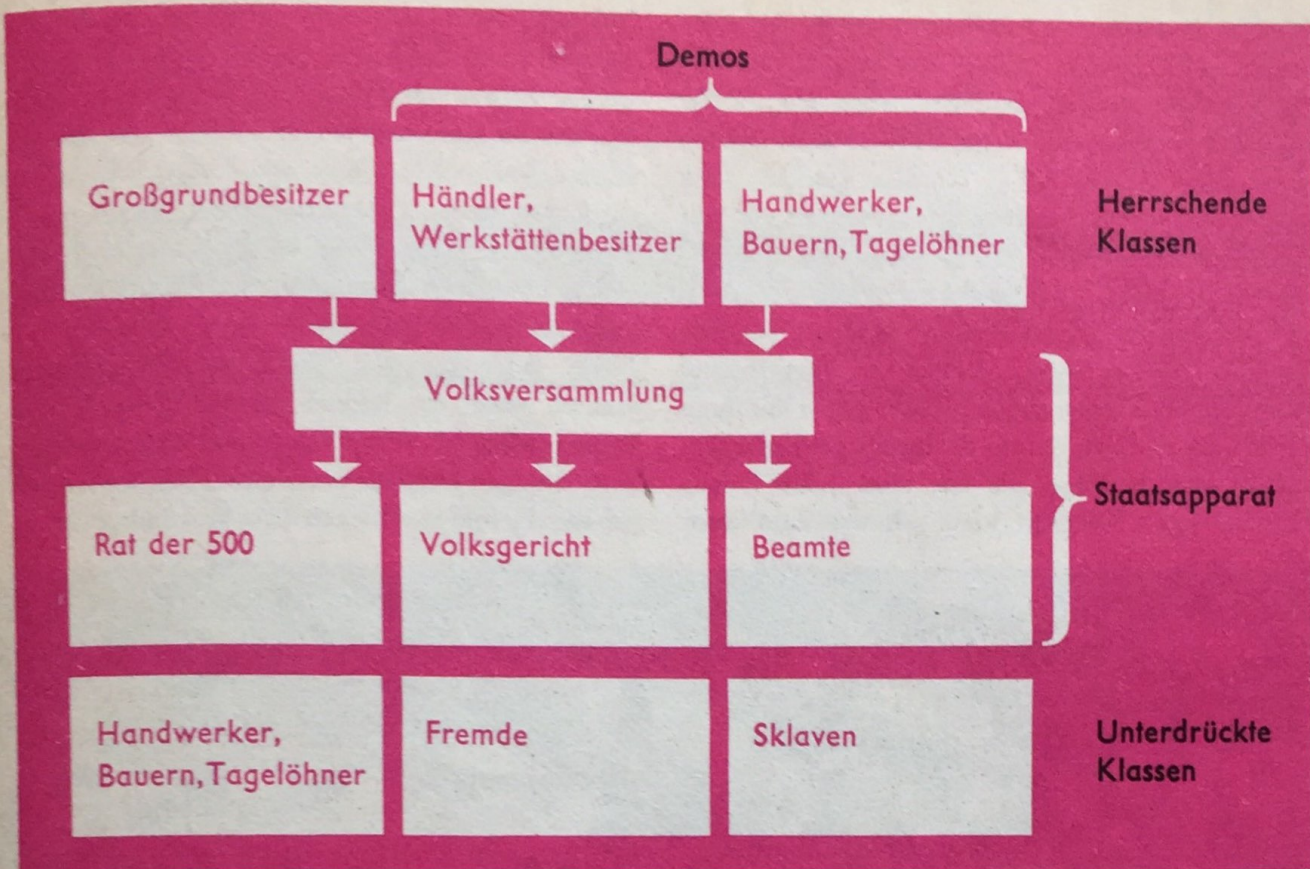 Demos
Großgrundbesitzer
Händler,
Werkstättenbesitzer
Handwerker,
Bauern, Tagelöhner
Herrschende
Klassen
Volksversammlung
Staatsapparat
Rat der 500
Volksgericht
Beamte
Handwerker,
Bauern, Tagelöhner
Fremde
Sklaven
Unterdrückte
Klassen